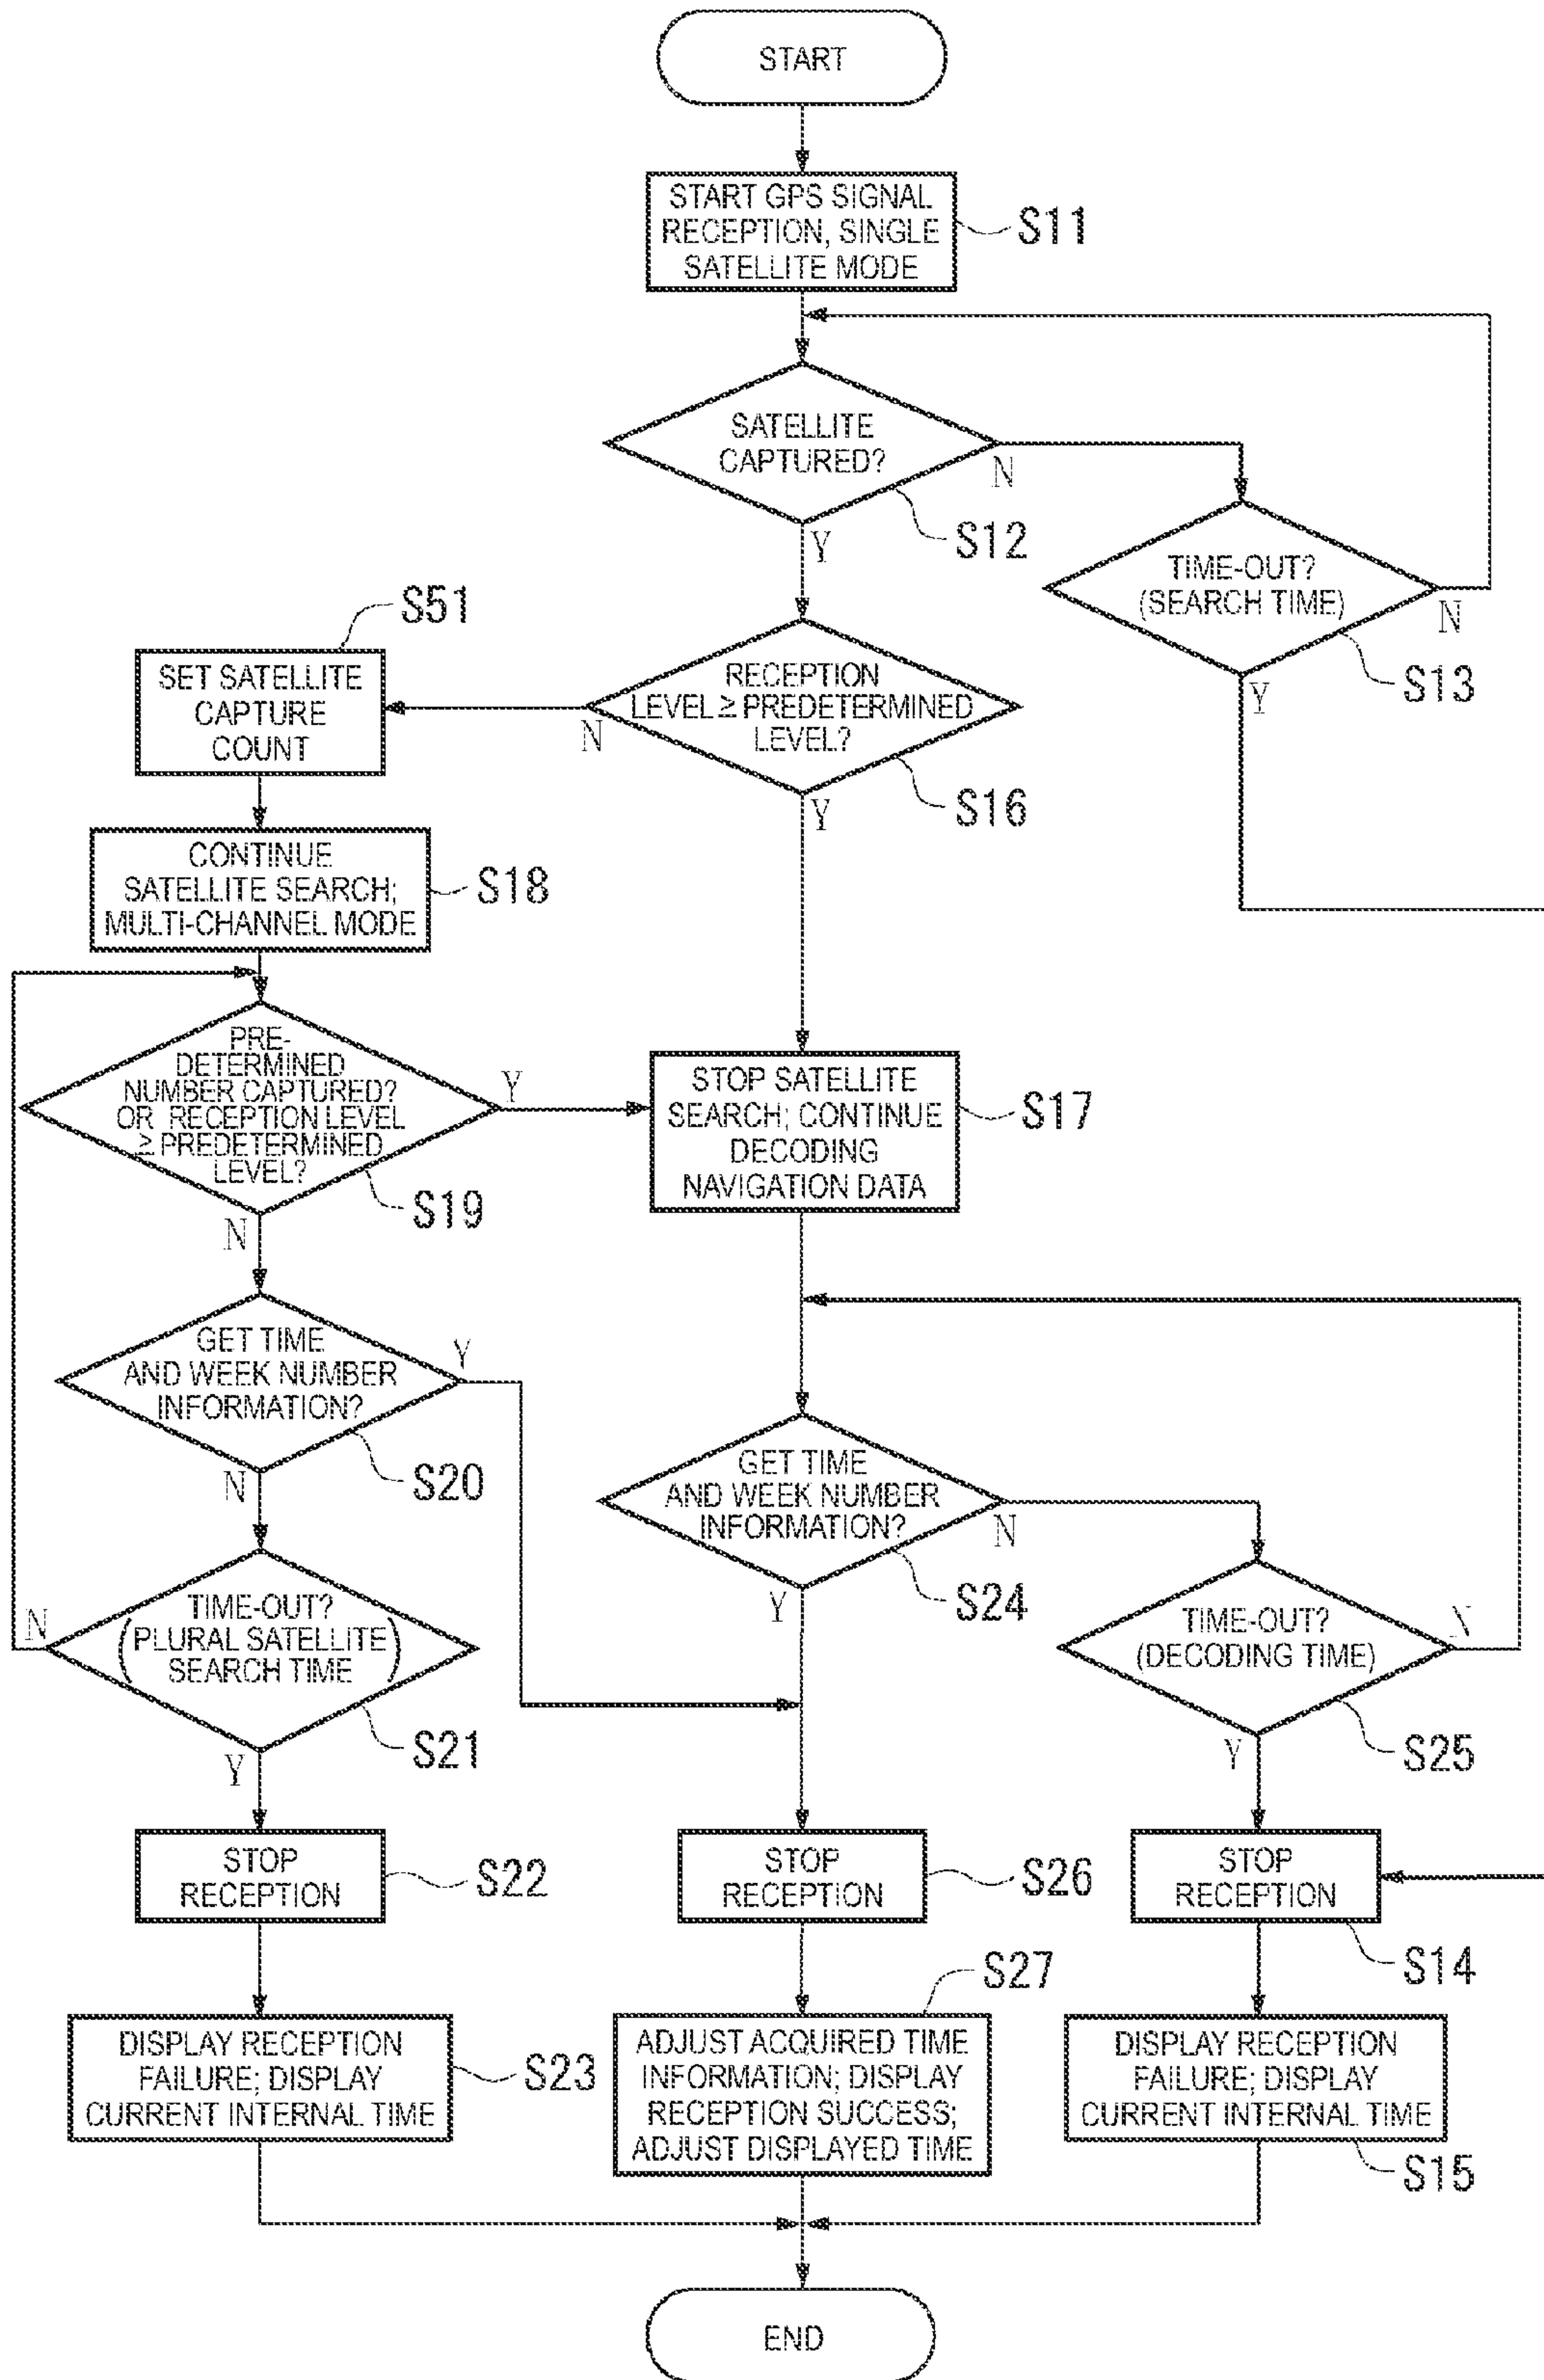 START
START GPS SIGNAL
RECEPTION, SINGLE
SATELLITE MODE
S11
SATELLITE
CAPTURED?
N
S12
Y
TIME-OUT?
(SEARCH TIME)
N
S13
Y
S51
SET SATELLITE
CAPTURE
COUNT
RECEPTION
LEVEL ≥ PREDETERMINED
LEVEL?
N
S16
Y
CONTINUE
SATELLITE SEARCH;
MULTI-CHANNEL MODE
S18
PRE-
DETERMINED
NUMBER CAPTURED?
OR RECEPTION LEVEL
≥ PREDETERMINED
LEVEL?
Y
S19
N
STOP SATELLITE
SEARCH; CONTINUE
DECODING
NAVIGATION DATA
S17
GET TIME
AND WEEK NUMBER
INFORMATION?
Y
S20
N
GET TIME
AND WEEK NUMBER
INFORMATION?
N
S24
Y
TIME-OUT?
(PLURAL SATELLITE)
SEARCH TIME
N
S21
Y
TIME-OUT?
(DECODING TIME)
N
S25
Y
STOP
RECEPTION
S22
STOP
RECEPTION
S26
STOP
RECEPTION
S14
S27
DISPLAY RECEPTION
FAILURE; DISPLAY
CURRENT INTERNAL TIME
S23
ADJUST ACQUIRED TIME
INFORMATION; DISPLAY
RECEPTION SUCCESS;
ADJUST DISPLAYED TIME
DISPLAY RECEPTION
FAILURE; DISPLAY
CURRENT INTERNAL TIME
S15
END